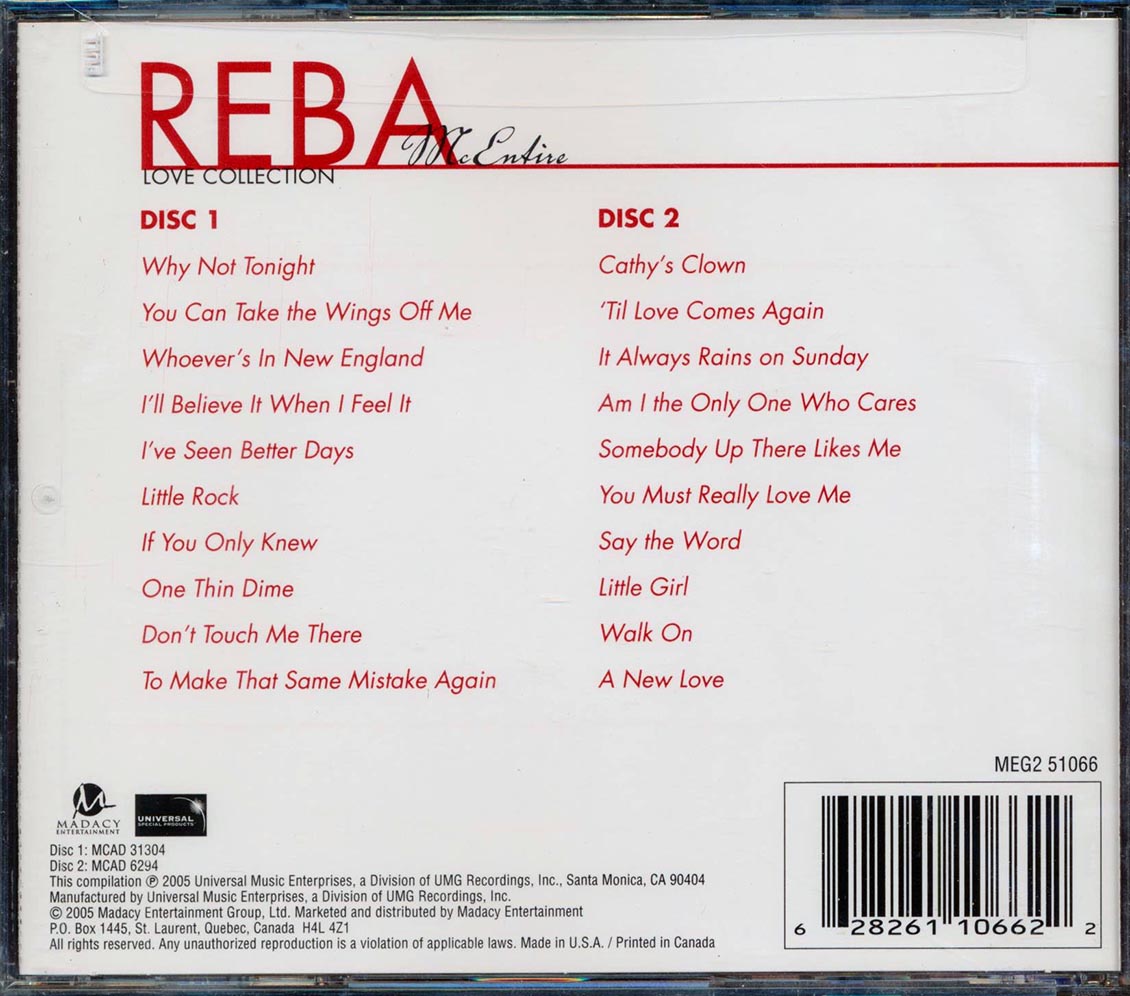 REBA
McEntire
LOVE COLLECTION
DISC 1
Why Not Tonight
You Can Take the Wings Off Me
Whoever's In New England
I'll Believe It When I Feel It
I've Seen Better Days
Little Rock
If You Only Knew
One Thin Dime
Don't Touch Me There
To Make That Same Mistake Again
DISC 2
Cathy's Clown
'Til Love Comes Again
It Always Rains on Sunday
Am I the Only One Who Cares
Somebody Up There Likes Me
You Must Really Love Me
Say the Word
Little Girl
Walk On
A New Love
MEG2 51066
MADACY
ENTERTAINMENT
UNIVERSAL
SPECIAL PRODUCTS
Disc 1: MCAD 31304
Disc 2: MCAD 6294
This compilation ℗ 2005 Universal Music Enterprises, a Division of UMG Recordings, Inc., Santa Monica, CA 90404
Manufactured by Universal Music Enterprises, a Division of UMG Recordings, Inc.
© 2005 Madacy Entertainment Group, Ltd. Marketed and distributed by Madacy Entertainment
P.O. Box 1445, St. Laurent, Quebec, Canada H4L 4Z1
All rights reserved. Any unauthorized reproduction is a violation of applicable laws. Made in U.S.A. / Printed in Canada
6 28261 10662 2